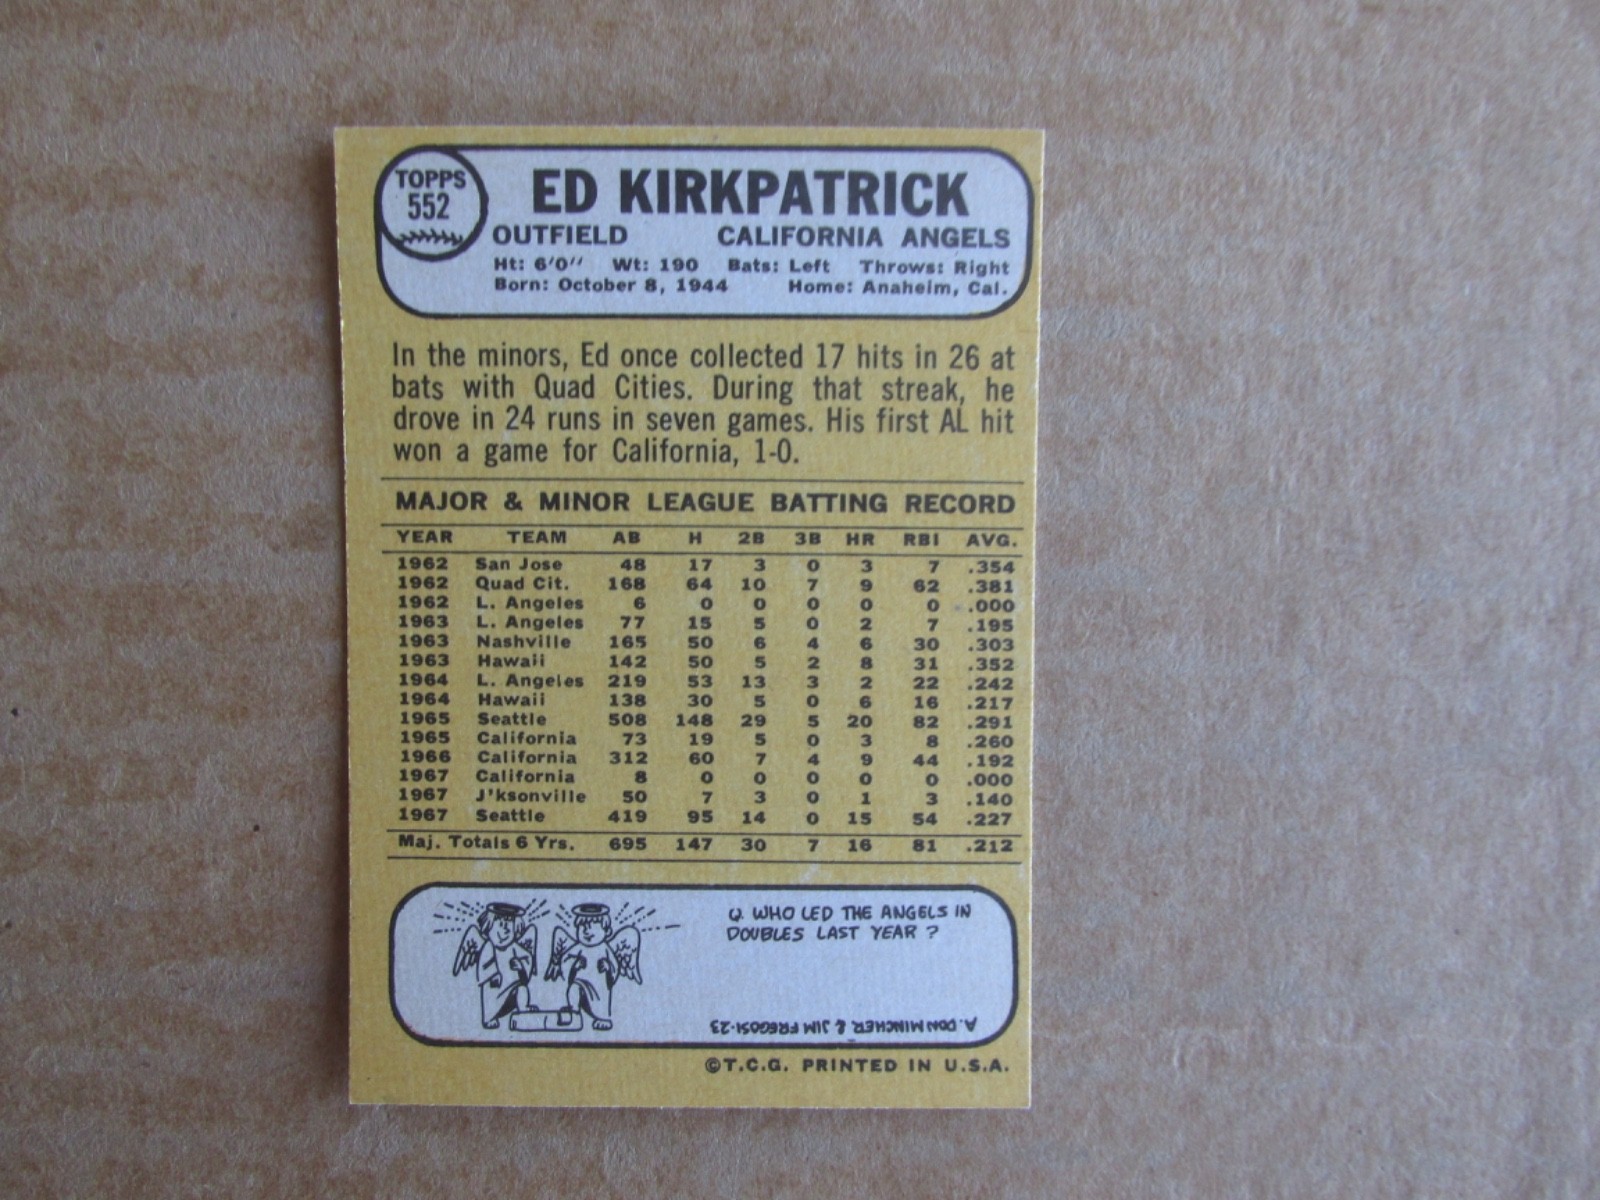 TOPPS
552
ED KIRKPATRICK
OUTFIELD CALIFORNIA ANGELS
Ht: 6'0" Wt: 190 Bats: Left Throws: Right
Born: October 8, 1944 Home: Anaheim, Cal.
In the minors, Ed once collected 17 hits in 26 at
bats with Quad Cities. During that streak, he
drove in 24 runs in seven games. His first AL hit
won a game for California, 1-0.
MAJOR & MINOR LEAGUE BATTING RECORD
YEAR TEAM AB H 2B 3B HR RBI AVG.
1962 San Jose 48 17 3 0 3 7 .354
1962 Quad Cit. 168 64 10 7 9 62 .381
1962 L. Angeles 6 0 0 0 0 0 .000
1963 L. Angeles 77 15 5 0 2 7 .195
1963 Nashville 165 50 6 4 6 30 .303
1963 Hawaii 142 50 5 2 8 31 .352
1964 L. Angeles 219 53 13 3 2 22 .242
1964 Hawaii 138 30 5 0 6 16 .217
1965 Seattle 508 148 29 5 20 82 .291
1965 California 73 19 5 0 3 8 .260
1966 California 312 60 7 4 9 44 .192
1967 California 8 0 0 0 0 0 .000
1967 J'ksonville 50 7 3 0 1 3 .140
1967 Seattle 419 95 14 0 15 54 .227
Maj. Totals 6 Yrs. 695 147 30 7 16 81 .212
Q. WHO LED THE ANGELS IN
DOUBLES LAST YEAR?
A. DON MINCHER & JIM FREGOSI-23
©T.C.G. PRINTED IN U.S.A.